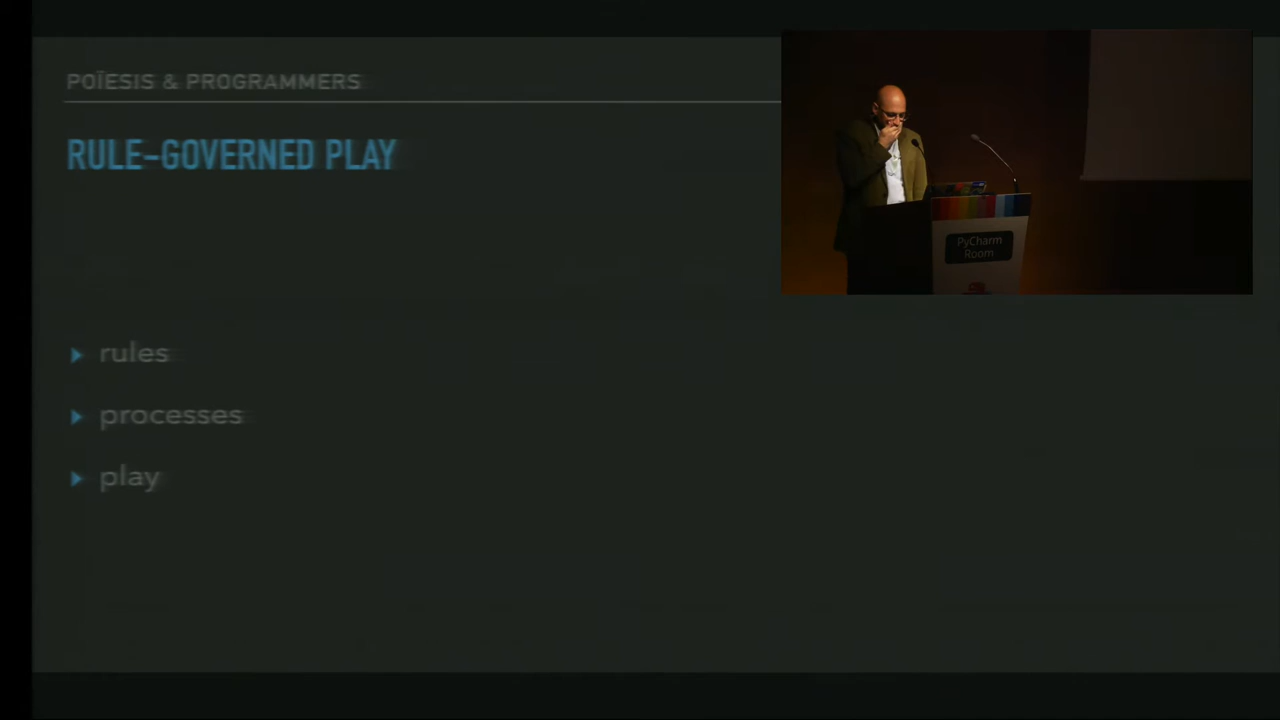 POÏESIS & PROGRAMMERS
RULE-GOVERNED PLAY
rules
processes
play
PyCharm
Room